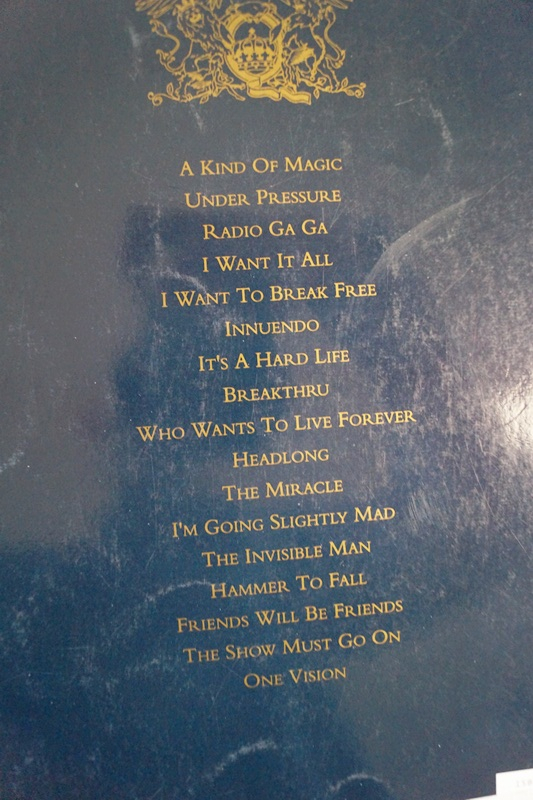 A Kind Of Magic
Under Pressure
Radio Ga Ga
I Want It All
I Want To Break Free
Innuendo
It's A Hard Life
Breakthru
Who Wants To Live Forever
Headlong
The Miracle
I'm Going Slightly Mad
The Invisible Man
Hammer To Fall
Friends Will Be Friends
The Show Must Go On
One Vision